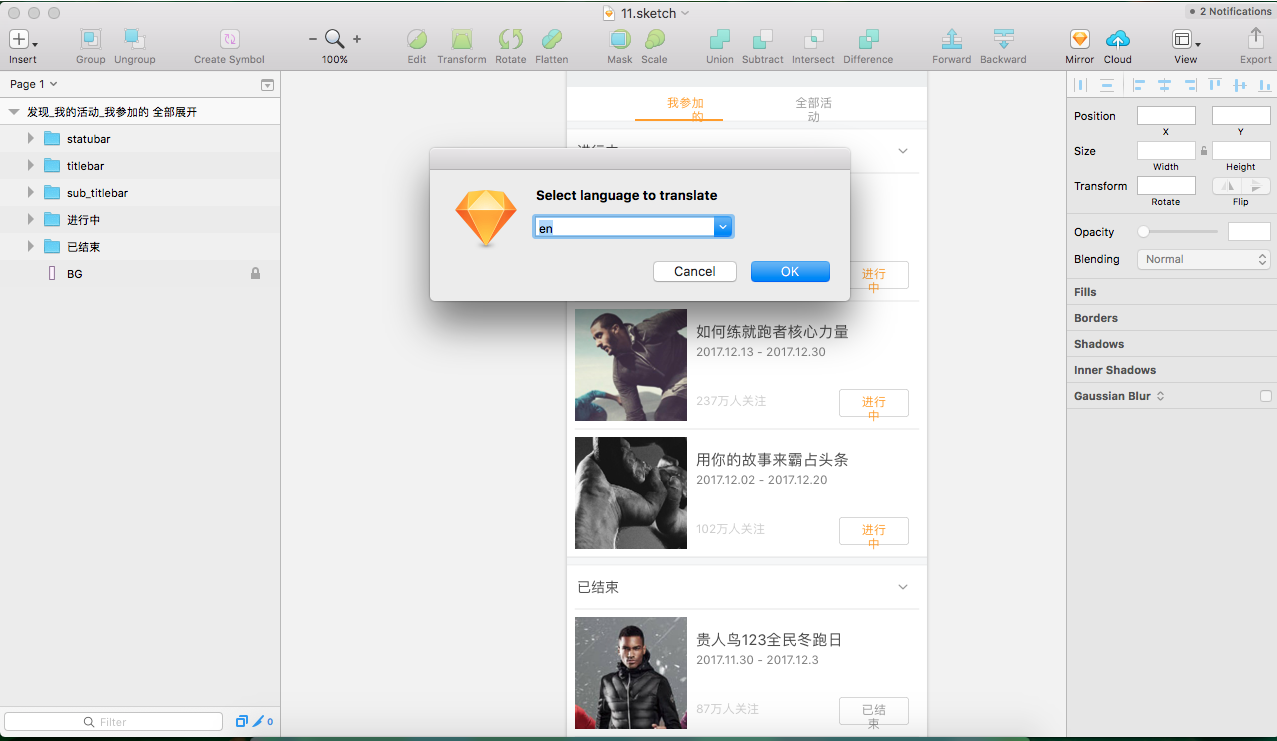 11.sketch
2 Notifications
Insert
Group
Ungroup
Create Symbol
100%
Edit
Transform
Rotate
Flatten
Mask
Scale
Union
Subtract
Intersect
Difference
Forward
Backward
Mirror
Cloud
View
Export
Page 1
发现_我的活动_我参加的 全部展开
statubar
titlebar
sub_titlebar
进行中
已结束
BG
Filter
0
我参加
的
全部活
动
进行中
Select language to translate
en
Cancel
OK
进行
中
如何练就跑者核心力量
2017.12.13 - 2017.12.30
237万人关注
进行
中
用你的故事来霸占头条
2017.12.02 - 2017.12.20
102万人关注
进行
中
已结束
贵人鸟123全民冬跑日
2017.11.30 - 2017.12.3
87万人关注
已结
束
Position
X
Y
Size
Width
Height
Transform
Rotate
Flip
Opacity
Blending
Normal
Fills
Borders
Shadows
Inner Shadows
Gaussian Blur